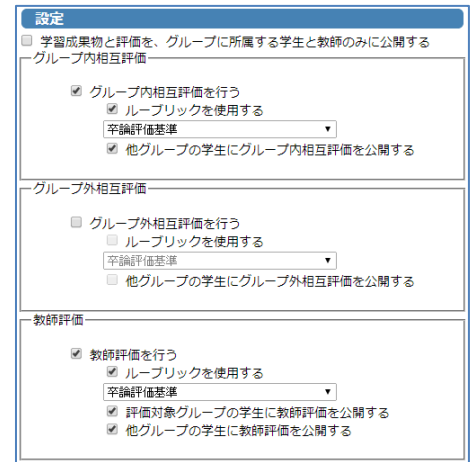 設定
学習成果物と評価を、グループに所属する学生と教師のみに公開する
グループ内相互評価
グループ内相互評価を行う
ルーブリックを使用する
卒論評価基準
他グループの学生にグループ内相互評価を公開する
グループ外相互評価
グループ外相互評価を行う
ルーブリックを使用する
卒論評価基準
他グループの学生にグループ外相互評価を公開する
教師評価
教師評価を行う
ルーブリックを使用する
卒論評価基準
評価対象グループの学生に教師評価を公開する
他グループの学生に教師評価を公開する